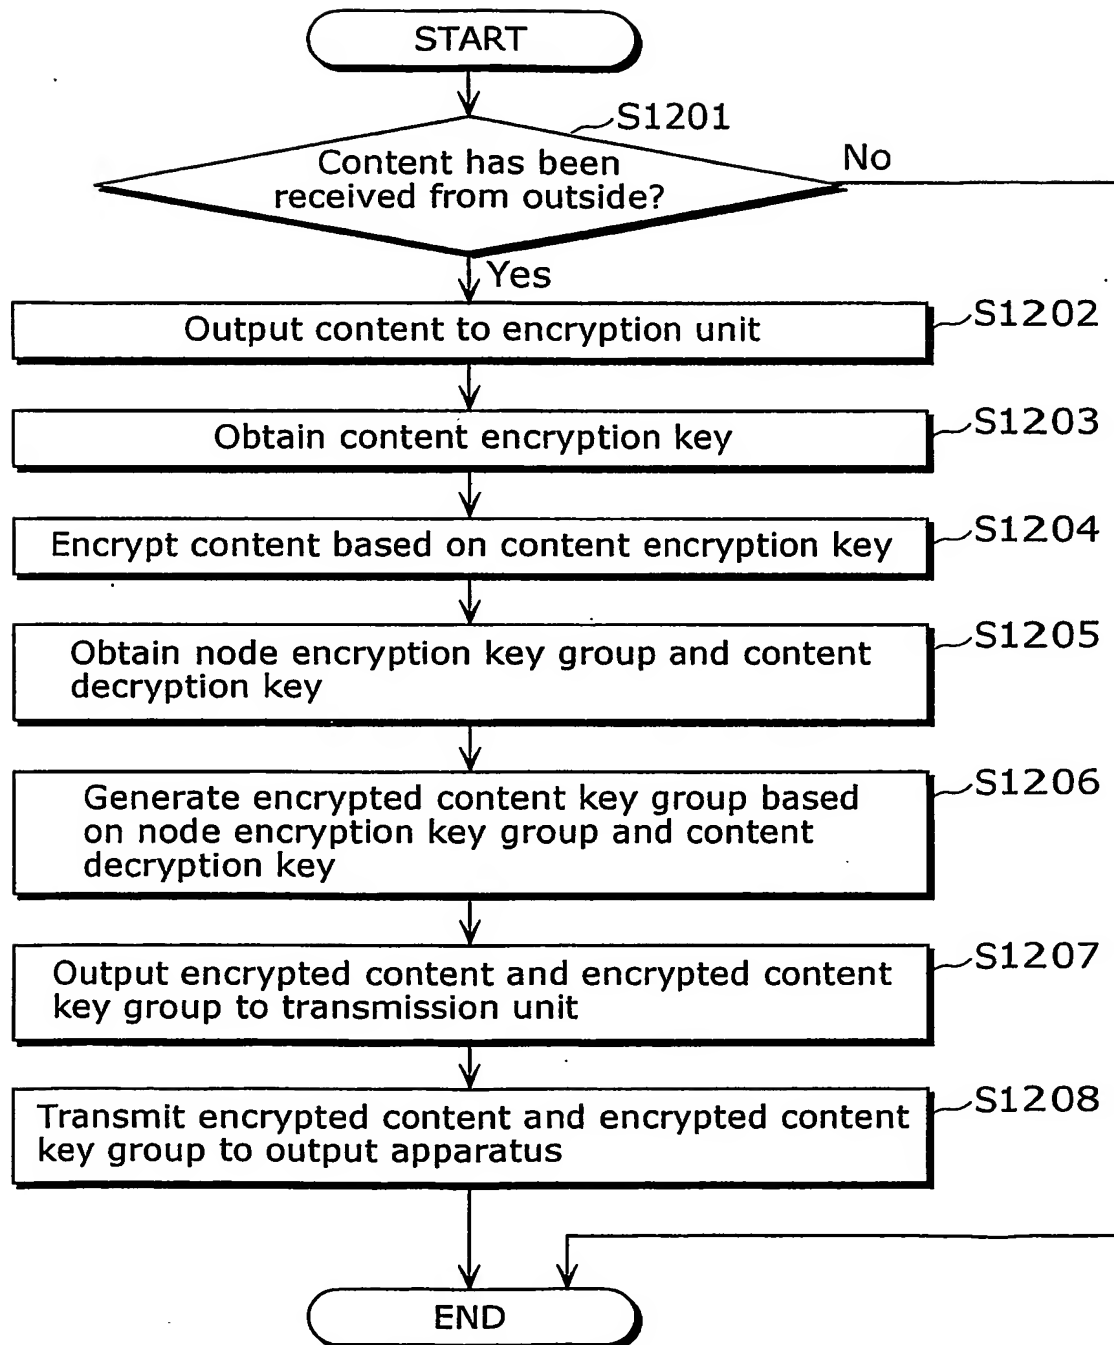 START
S1201
Content has been
received from outside?
No
Yes
Output content to encryption unit
S1202
Obtain content encryption key
S1203
Encrypt content based on content encryption key
S1204
Obtain node encryption key group and content
decryption key
S1205
Generate encrypted content key group based
on node encryption key group and content
decryption key
S1206
Output encrypted content and encrypted content
key group to transmission unit
S1207
Transmit encrypted content and encrypted content
key group to output apparatus
S1208
END